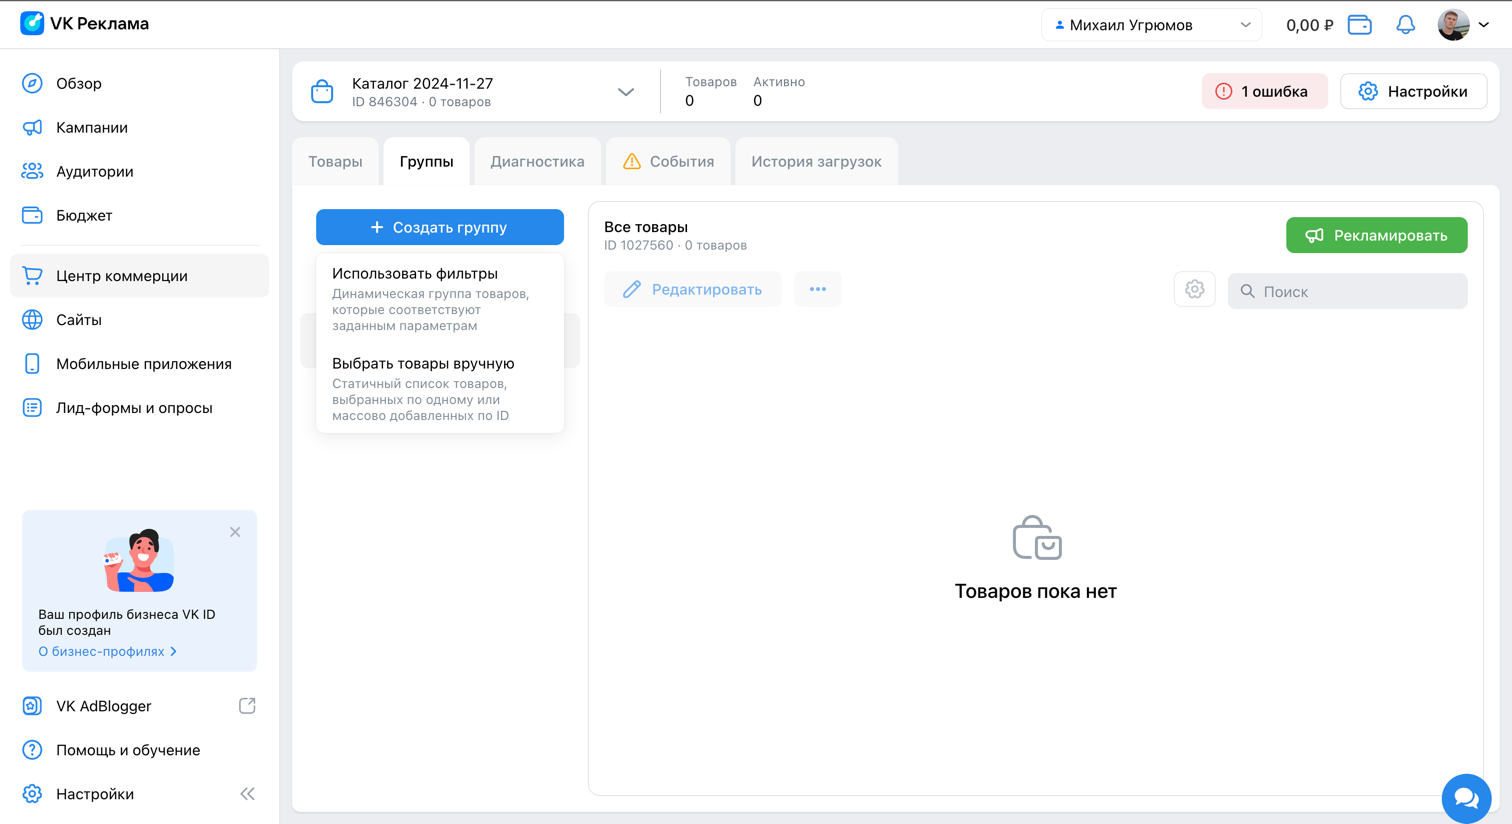 VK Реклама
Михаил Угрюмов
0,00 ₽
Обзор
Кампании
Аудитории
Бюджет
Центр коммерции
Сайты
Мобильные приложения
Лид-формы и опросы
Ваш профиль бизнеса VK ID
был создан
О бизнес-профилях
VK AdBlogger
Помощь и обучение
Настройки
Каталог 2024-11-27
ID 846304 · 0 товаров
Товаров
0
Активно
0
1 ошибка
Настройки
Товары
Группы
Диагностика
События
История загрузок
+ Создать группу
Использовать фильтры
Динамическая группа товаров,
которые соответствуют
заданным параметрам
Выбрать товары вручную
Статичный список товаров,
выбранных по одному или
массово добавленных по ID
Все товары
ID 1027560 · 0 товаров
Рекламировать
Редактировать
Поиск
Товаров пока нет